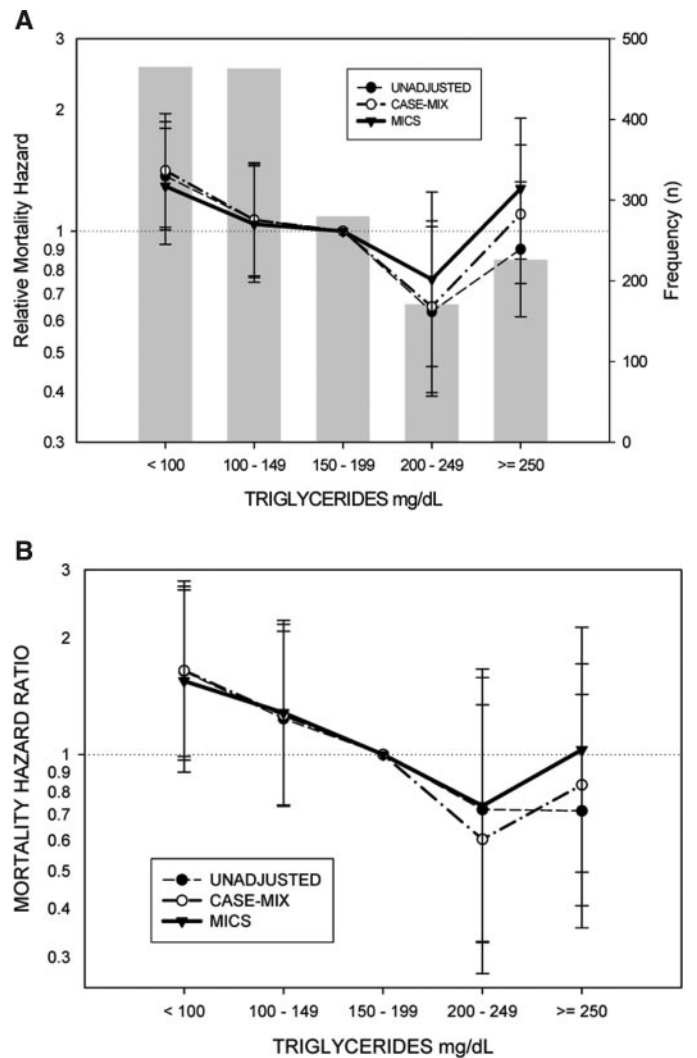 A
3
2
1
0.9
0.8
0.7
0.6
0.5
0.4
0.3
Relative Mortality Hazard
UNADJUSTED
CASE-MIX
MICS
500
400
300
200
100
0
Frequency (n)
< 100
100 - 149
150 - 199
200 - 249
>= 250
TRIGLYCERIDES mg/dL
B
3
2
1
0.9
0.8
0.7
0.6
0.5
0.4
0.3
MORTALITY HAZARD RATIO
UNADJUSTED
CASE-MIX
MICS
< 100
100 - 149
150 - 199
200 - 249
>= 250
TRIGLYCERIDES mg/dL